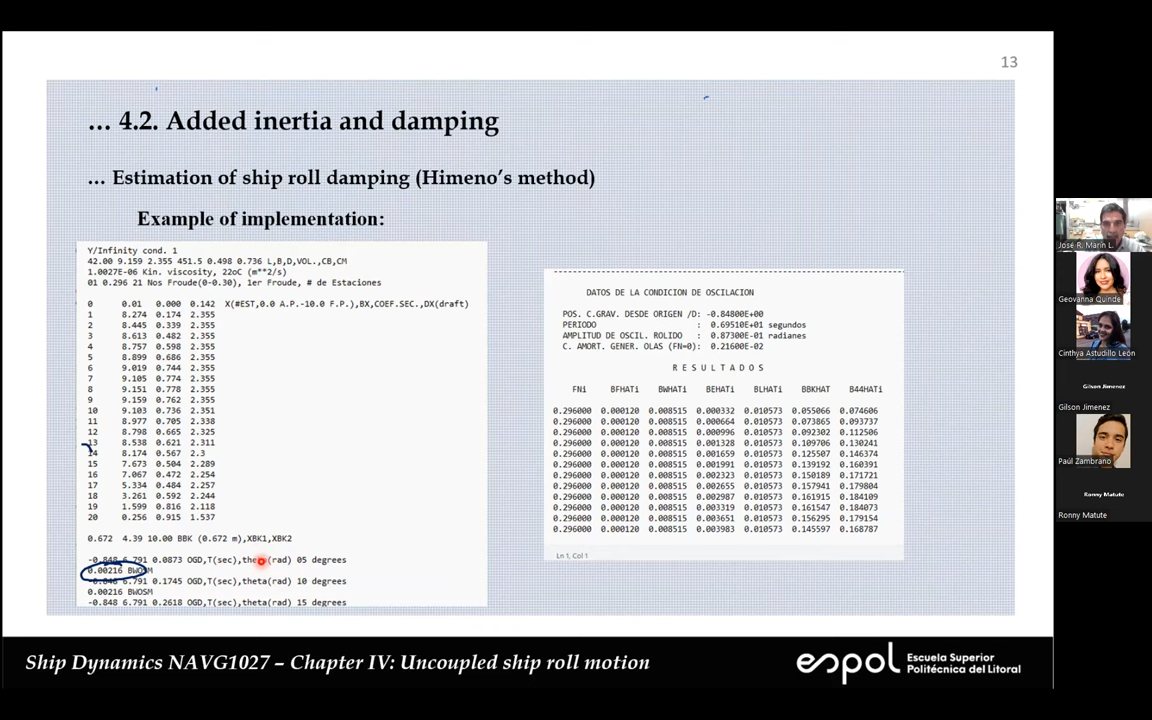 13
... 4.2. Added inertia and damping
... Estimation of ship roll damping (Himeno's method)
Example of implementation:
Y/Infinity cond. 1
42.00 9.159 2.355 451.5 0.498 0.736 L,B,D,VOL.,CB,CM
1.0027E-06 Kin. viscosity, 22oC (m**2/s)
01 0.296 21 Nos Froude(0-0.30), 1er Froude, # de Estaciones
0 0.01 0.000 0.142 X(#EST,0.0 A.P.-10.0 F.P.),BX,COEF.SEC.,DX(draft)
1 8.274 0.174 2.355
2 8.445 0.339 2.355
3 8.613 0.482 2.355
4 8.757 0.598 2.355
5 8.899 0.686 2.355
6 9.019 0.744 2.355
7 9.105 0.774 2.355
8 9.151 0.778 2.355
9 9.159 0.762 2.355
10 9.103 0.736 2.351
11 8.977 0.705 2.338
12 8.798 0.665 2.325
13 8.538 0.621 2.311
14 8.174 0.567 2.3
15 7.673 0.504 2.289
16 7.067 0.472 2.254
17 5.334 0.484 2.257
18 3.261 0.592 2.244
19 1.599 0.816 2.118
20 0.256 0.915 1.537
0.672 4.39 10.00 BBK (0.672 m),XBK1,XBK2
-0.848 6.791 0.0873 OGD,T(sec),theta(rad) 05 degrees
0.00216 BWOSM
-0.848 6.791 0.1745 OGD,T(sec),theta(rad) 10 degrees
0.00216 BWOSM
-0.848 6.791 0.2618 OGD,T(sec),theta(rad) 15 degrees
DATOS DE LA CONDICION DE OSCILACION
POS. C.GRAV. DESDE ORIGEN /D: -0.84800E+00
PERIODO : 0.69510E+01 segundos
AMPLITUD DE OSCIL. ROLIDO : 0.87300E-01 radianes
C. AMORT. GENER. OLAS (FN=0): 0.21600E-02
R E S U L T A D O S
FNi BFHATi BWHATi BEHATi BLHATi BBKHAT B44HATi
0.296000 0.000120 0.008515 0.000332 0.010573 0.055066 0.074606
0.296000 0.000120 0.008515 0.000664 0.010573 0.073865 0.093737
0.296000 0.000120 0.008515 0.000996 0.010573 0.092302 0.112506
0.296000 0.000120 0.008515 0.001328 0.010573 0.109706 0.130241
0.296000 0.000120 0.008515 0.001659 0.010573 0.125507 0.146374
0.296000 0.000120 0.008515 0.001991 0.010573 0.139192 0.160391
0.296000 0.000120 0.008515 0.002323 0.010573 0.150189 0.171721
0.296000 0.000120 0.008515 0.002655 0.010573 0.157941 0.179804
0.296000 0.000120 0.008515 0.002987 0.010573 0.161915 0.184109
0.296000 0.000120 0.008515 0.003319 0.010573 0.161547 0.184073
0.296000 0.000120 0.008515 0.003651 0.010573 0.156295 0.179154
0.296000 0.000120 0.008515 0.003983 0.010573 0.145597 0.168787
Ln 1, Col 1
Ship Dynamics NAVG1027 – Chapter IV: Uncoupled ship roll motion
espol Escuela Superior
Politécnica del Litoral
José R. Marín L.
Geovanna Quinde
Cinthya Astudillo León
Gilson Jimenez
Gilson Jimenez
Paúl Zambrano
Ronny Matute
Ronny Matute